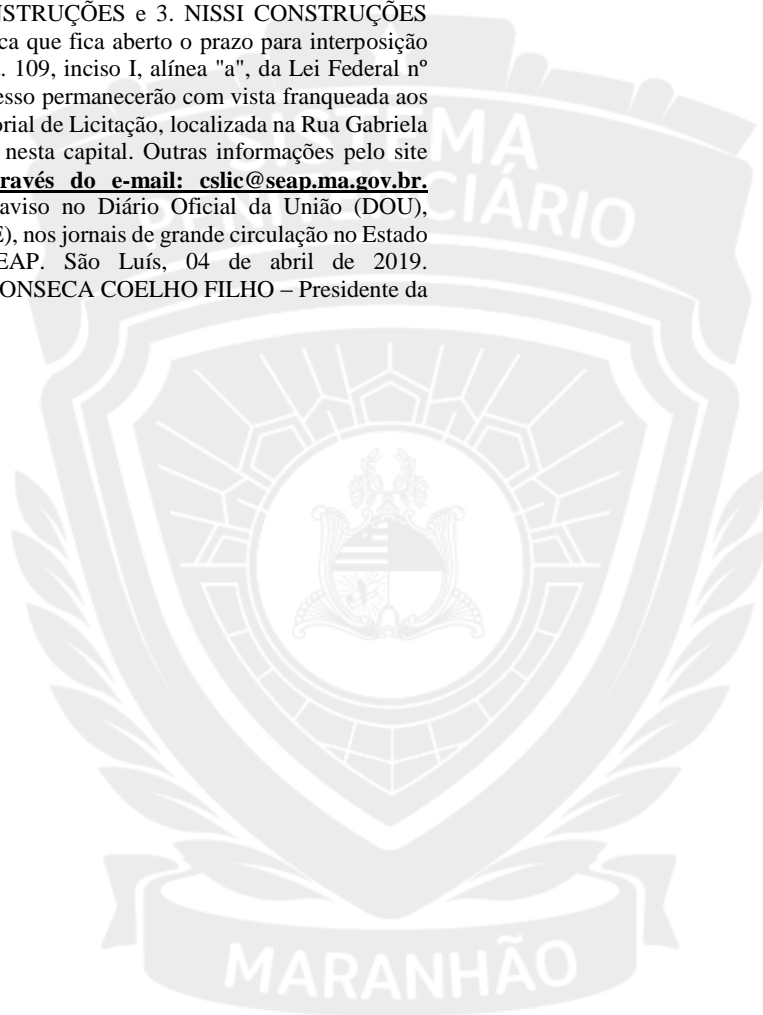 NSTRUÇÕES e 3. NISSI CONSTRUÇÕES
ca que fica aberto o prazo para interposição
. 109, inciso I, alínea "a", da Lei Federal nº
esso permanecerão com vista franqueada aos
orial de Licitação, localizada na Rua Gabriela
nesta capital. Outras informações pelo site
ravés do e-mail: cslic@seap.ma.gov.br.
aviso no Diário Oficial da União (DOU),
E), nos jornais de grande circulação no Estado
EAP. São Luís, 04 de abril de 2019.
FONSECA COELHO FILHO – Presidente da
SISTEMA
PENITENCIÁRIO
MARANHÃO